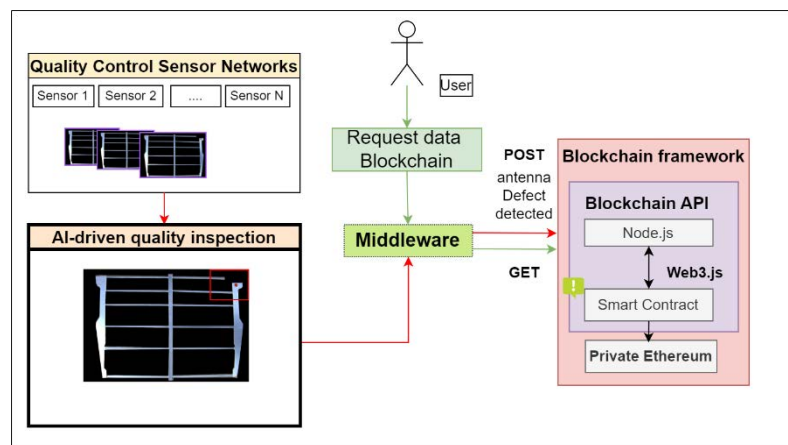 Quality Control Sensor Networks
Sensor 1
Sensor 2
....
Sensor N
AI-driven quality inspection
User
Request data
Blockchain
Middleware
POST
antenna
Defect
detected
GET
Blockchain framework
Blockchain API
Node.js
Web3.js
!
Smart Contract
Private Ethereum